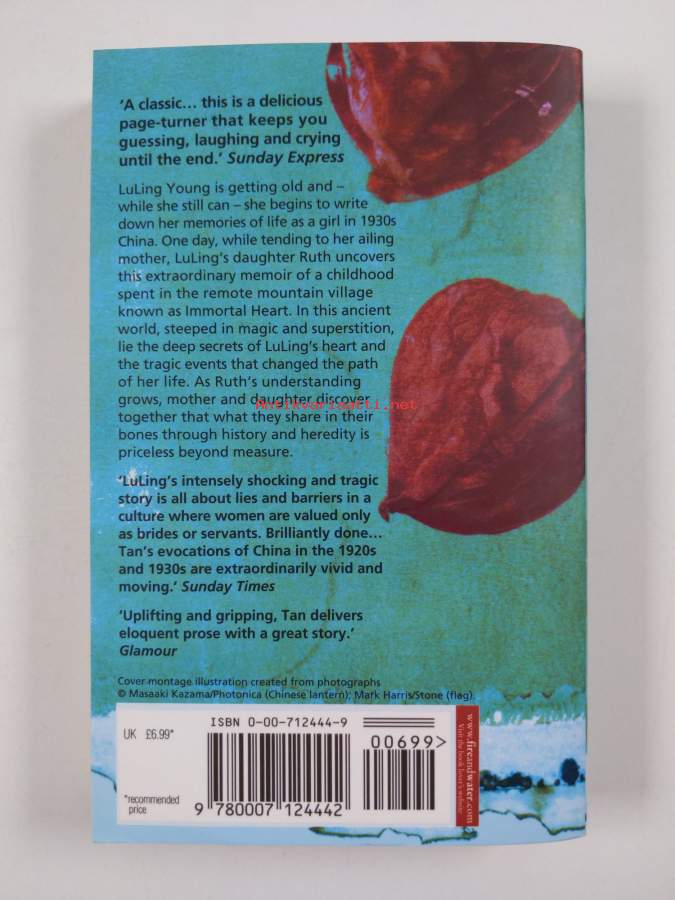 ‘A classic... this is a delicious
page-turner that keeps you
guessing, laughing and crying
until the end.’ Sunday Express
LuLing Young is getting old and –
while she still can – she begins to write
down her memories of life as a girl in 1930s
China. One day, while tending to her ailing
mother, LuLing’s daughter Ruth uncovers
this extraordinary memoir of a childhood
spent in the remote mountain village
known as Immortal Heart. In this ancient
world, steeped in magic and superstition,
lie the deep secrets of LuLing’s heart and
the tragic events that changed the path
of her life. As Ruth’s understanding
grows, mother and daughter discover
Antikvariaatti.net
together that what they share in their
bones through history and heredity is
priceless beyond measure.
‘LuLing’s intensely shocking and tragic
story is all about lies and barriers in a
culture where women are valued only
as brides or servants. Brilliantly done...
Tan’s evocations of China in the 1920s
and 1930s are extraordinarily vivid and
moving.’ Sunday Times
‘Uplifting and gripping, Tan delivers
eloquent prose with a great story.’
Glamour
Cover montage illustration created from photographs
© Masaaki Kazama/Photonica (Chinese lantern); Mark Harris/Stone (flag)
ISBN 0-00-712444-9
UK £6.99*
00699>
*recommended
price
9 780007 124442
www.fireandwater.com
Visit the book lover’s website